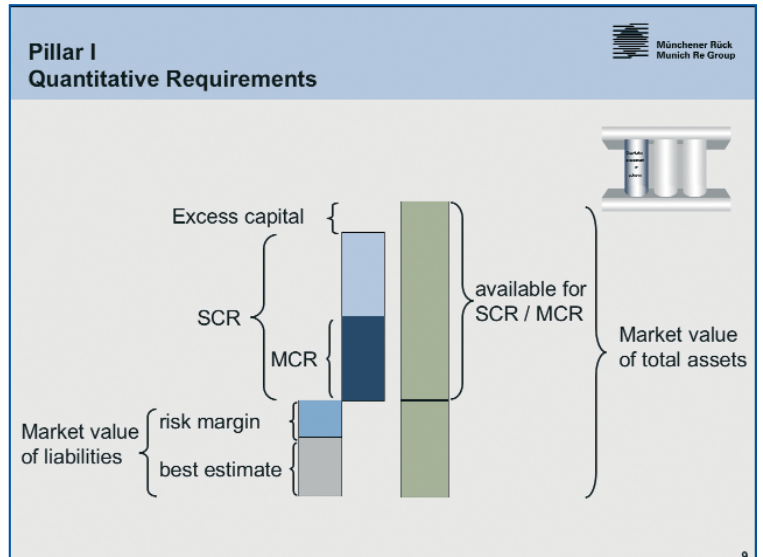 Pillar I
Quantitative Requirements
Münchener Rück
Munich Re Group
Excess capital
SCR
MCR
available for
SCR / MCR
Market value
of total assets
Market value
of liabilities
risk margin
best estimate
9